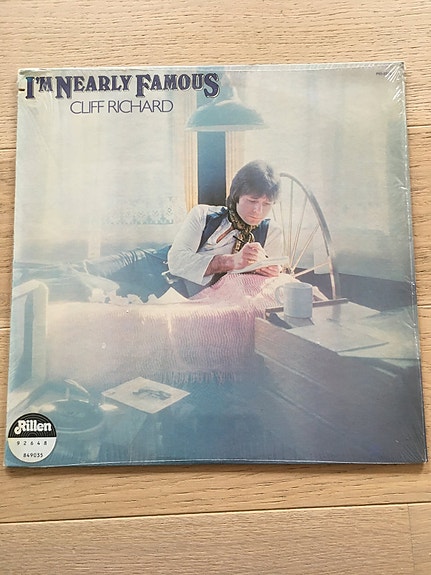 I'M NEARLY FAMOUS
CLIFF RICHARD
Rillen
92648
849035